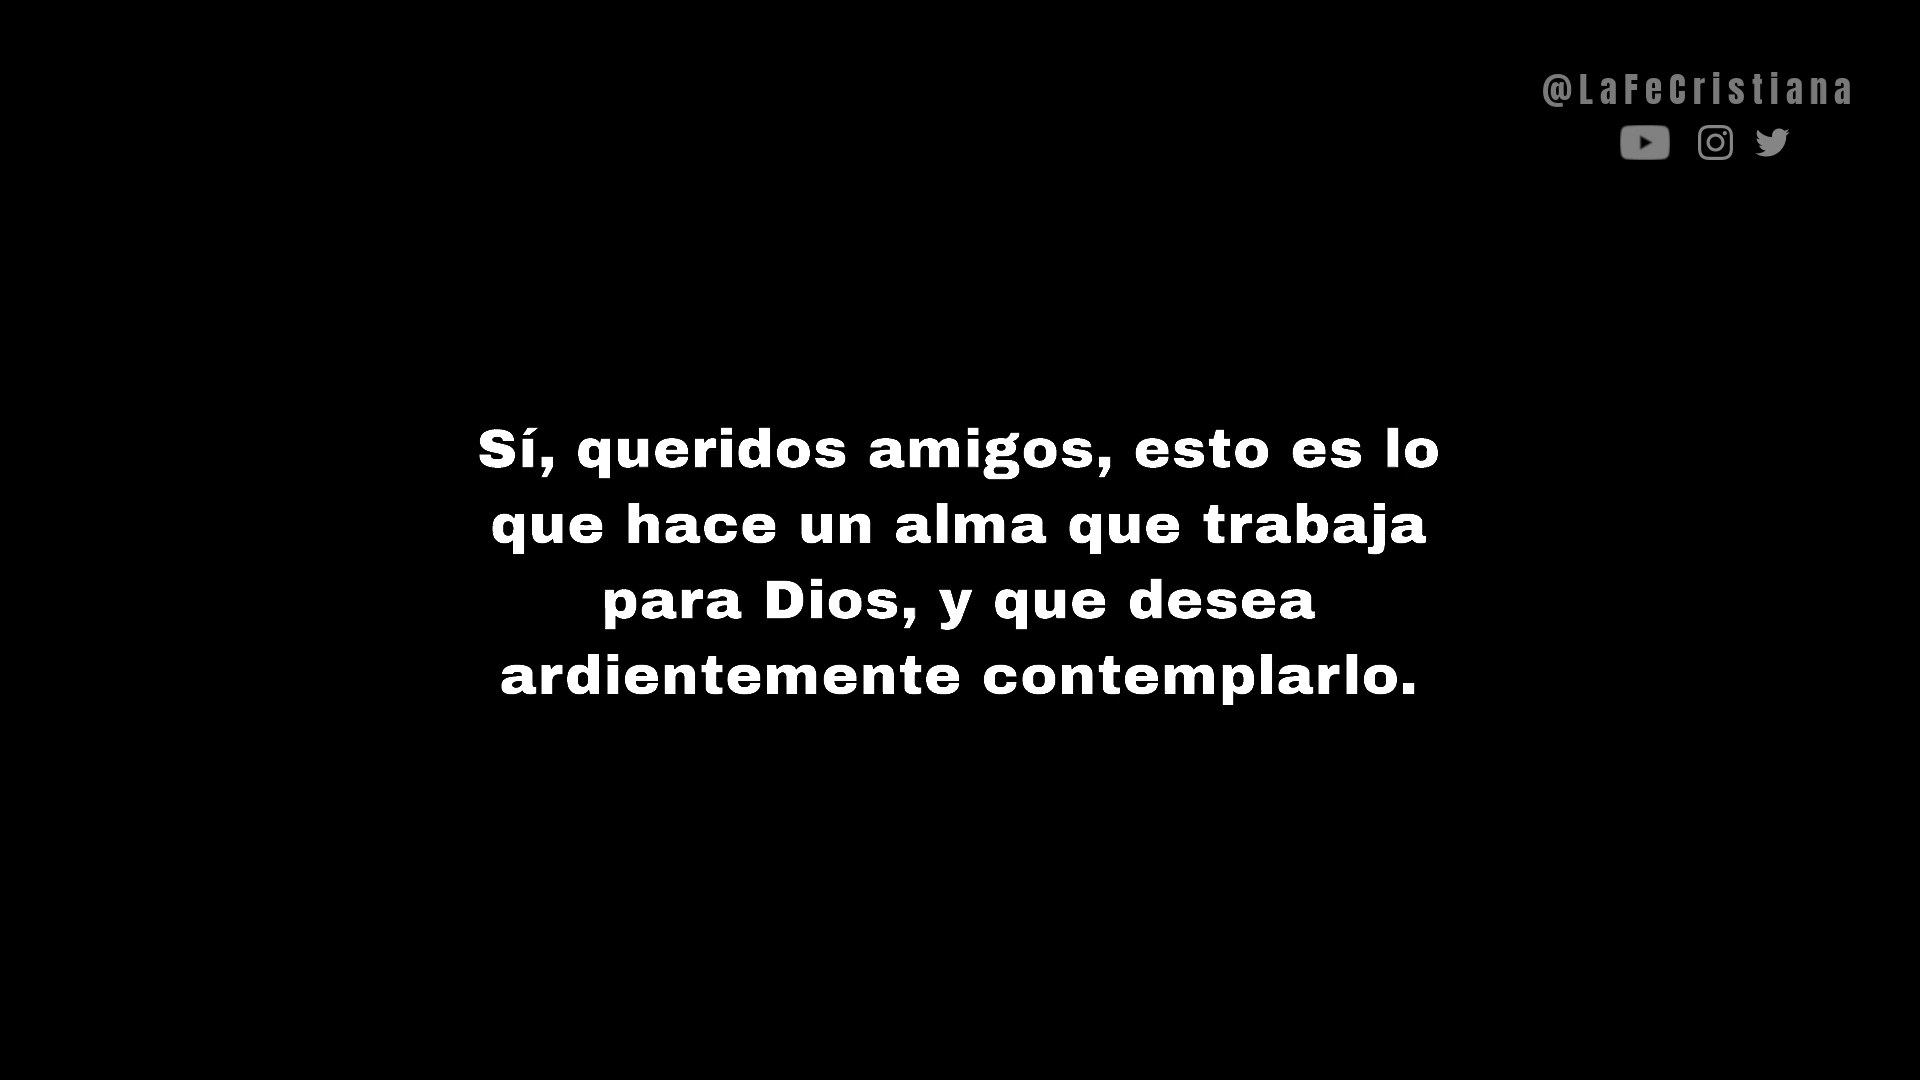 @LaFeCristiana
Sí, queridos amigos, esto es lo
que hace un alma que trabaja
para Dios, y que desea
ardientemente contemplarlo.